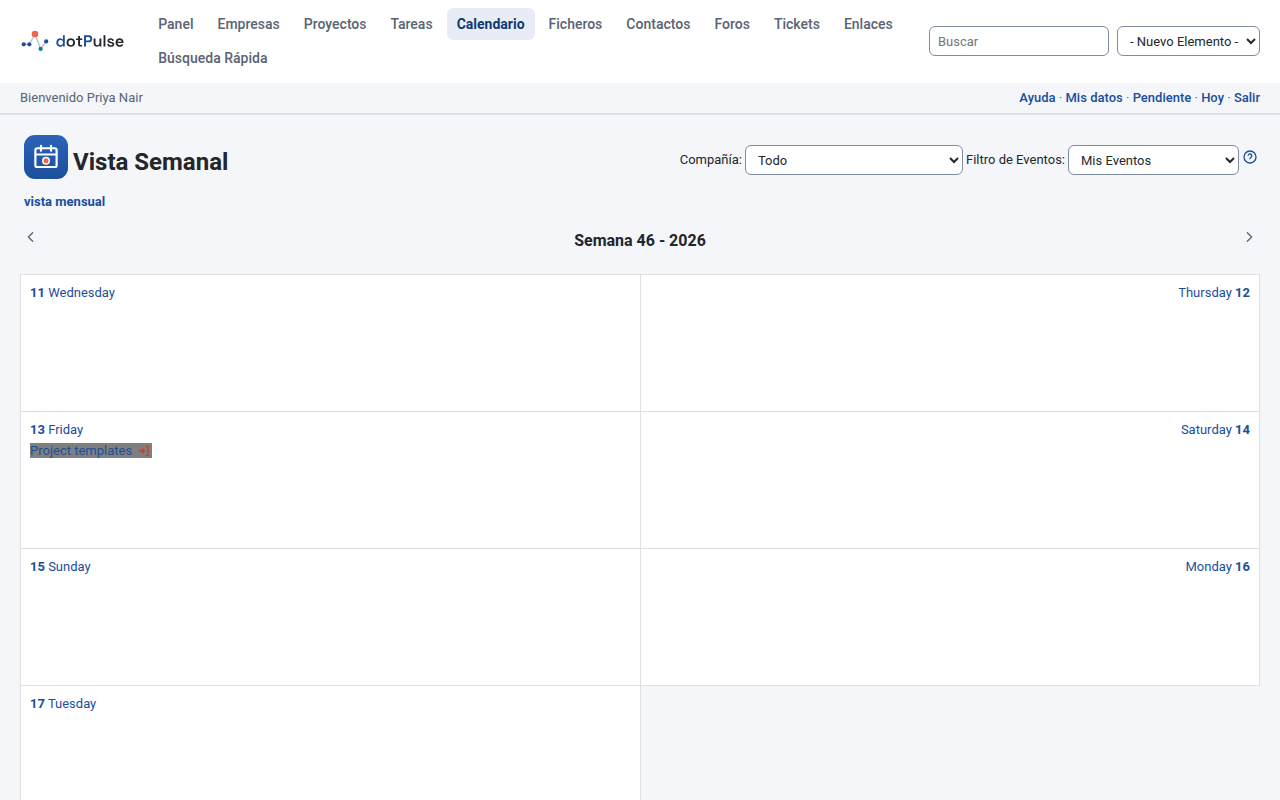 dotPulse
Panel Empresas Proyectos Tareas Calendario Ficheros Contactos Foros Tickets Enlaces
Búsqueda Rápida
Buscar
- Nuevo Elemento -
Bienvenido Priya Nair
Ayuda · Mis datos · Pendiente · Hoy · Salir
Vista Semanal
Compañía: Todo Filtro de Eventos: Mis Eventos
vista mensual
Semana 46 - 2026
11 Wednesday
Thursday 12
13 Friday
Project templates
Saturday 14
15 Sunday
Monday 16
17 Tuesday